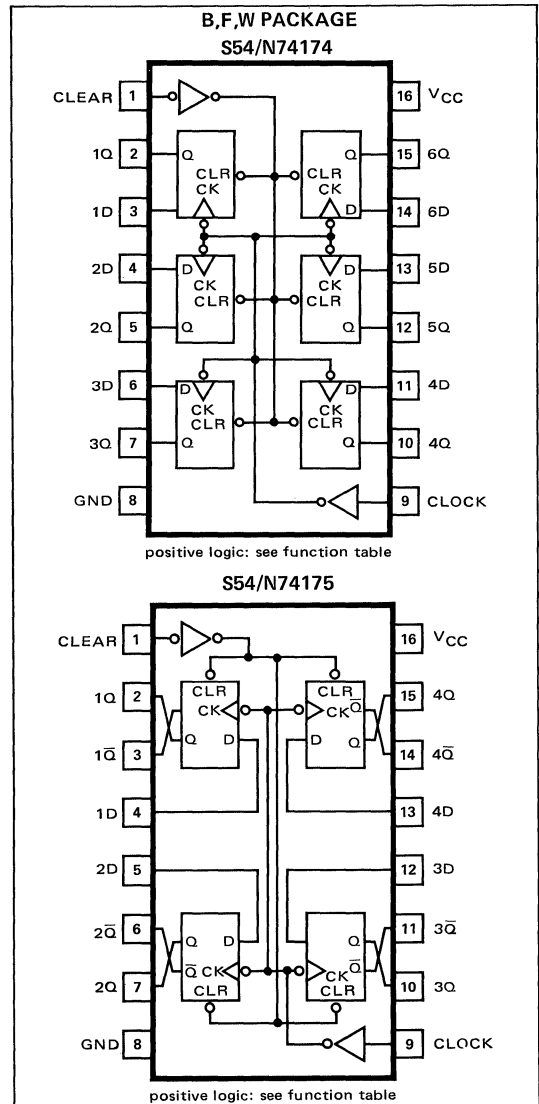 B,F,W PACKAGE
S54/N74174
CLEAR 1 16 VCC
1Q 2 Q CLR CK Q CLR CK 15 6Q
1D 3 D 14 6D
2D 4 D CK CLR D CK CLR 13 5D
2Q 5 Q Q 12 5Q
3D 6 D CK CLR D CK CLR 11 4D
3Q 7 Q Q 10 4Q
GND 8 9 CLOCK
positive logic: see function table
S54/N74175
CLEAR 1 16 VCC
1Q 2 CLR CK CLR CK Q̅ 15 4Q
1Q̅ 3 Q D D Q 14 4Q̅
1D 4 13 4D
2D 5 12 3D
2Q̅ 6 Q D Q 11 3Q̅
2Q 7 Q̅ CK CLR CK Q̅ CLR 10 3Q
GND 8 9 CLOCK
positive logic: see function table